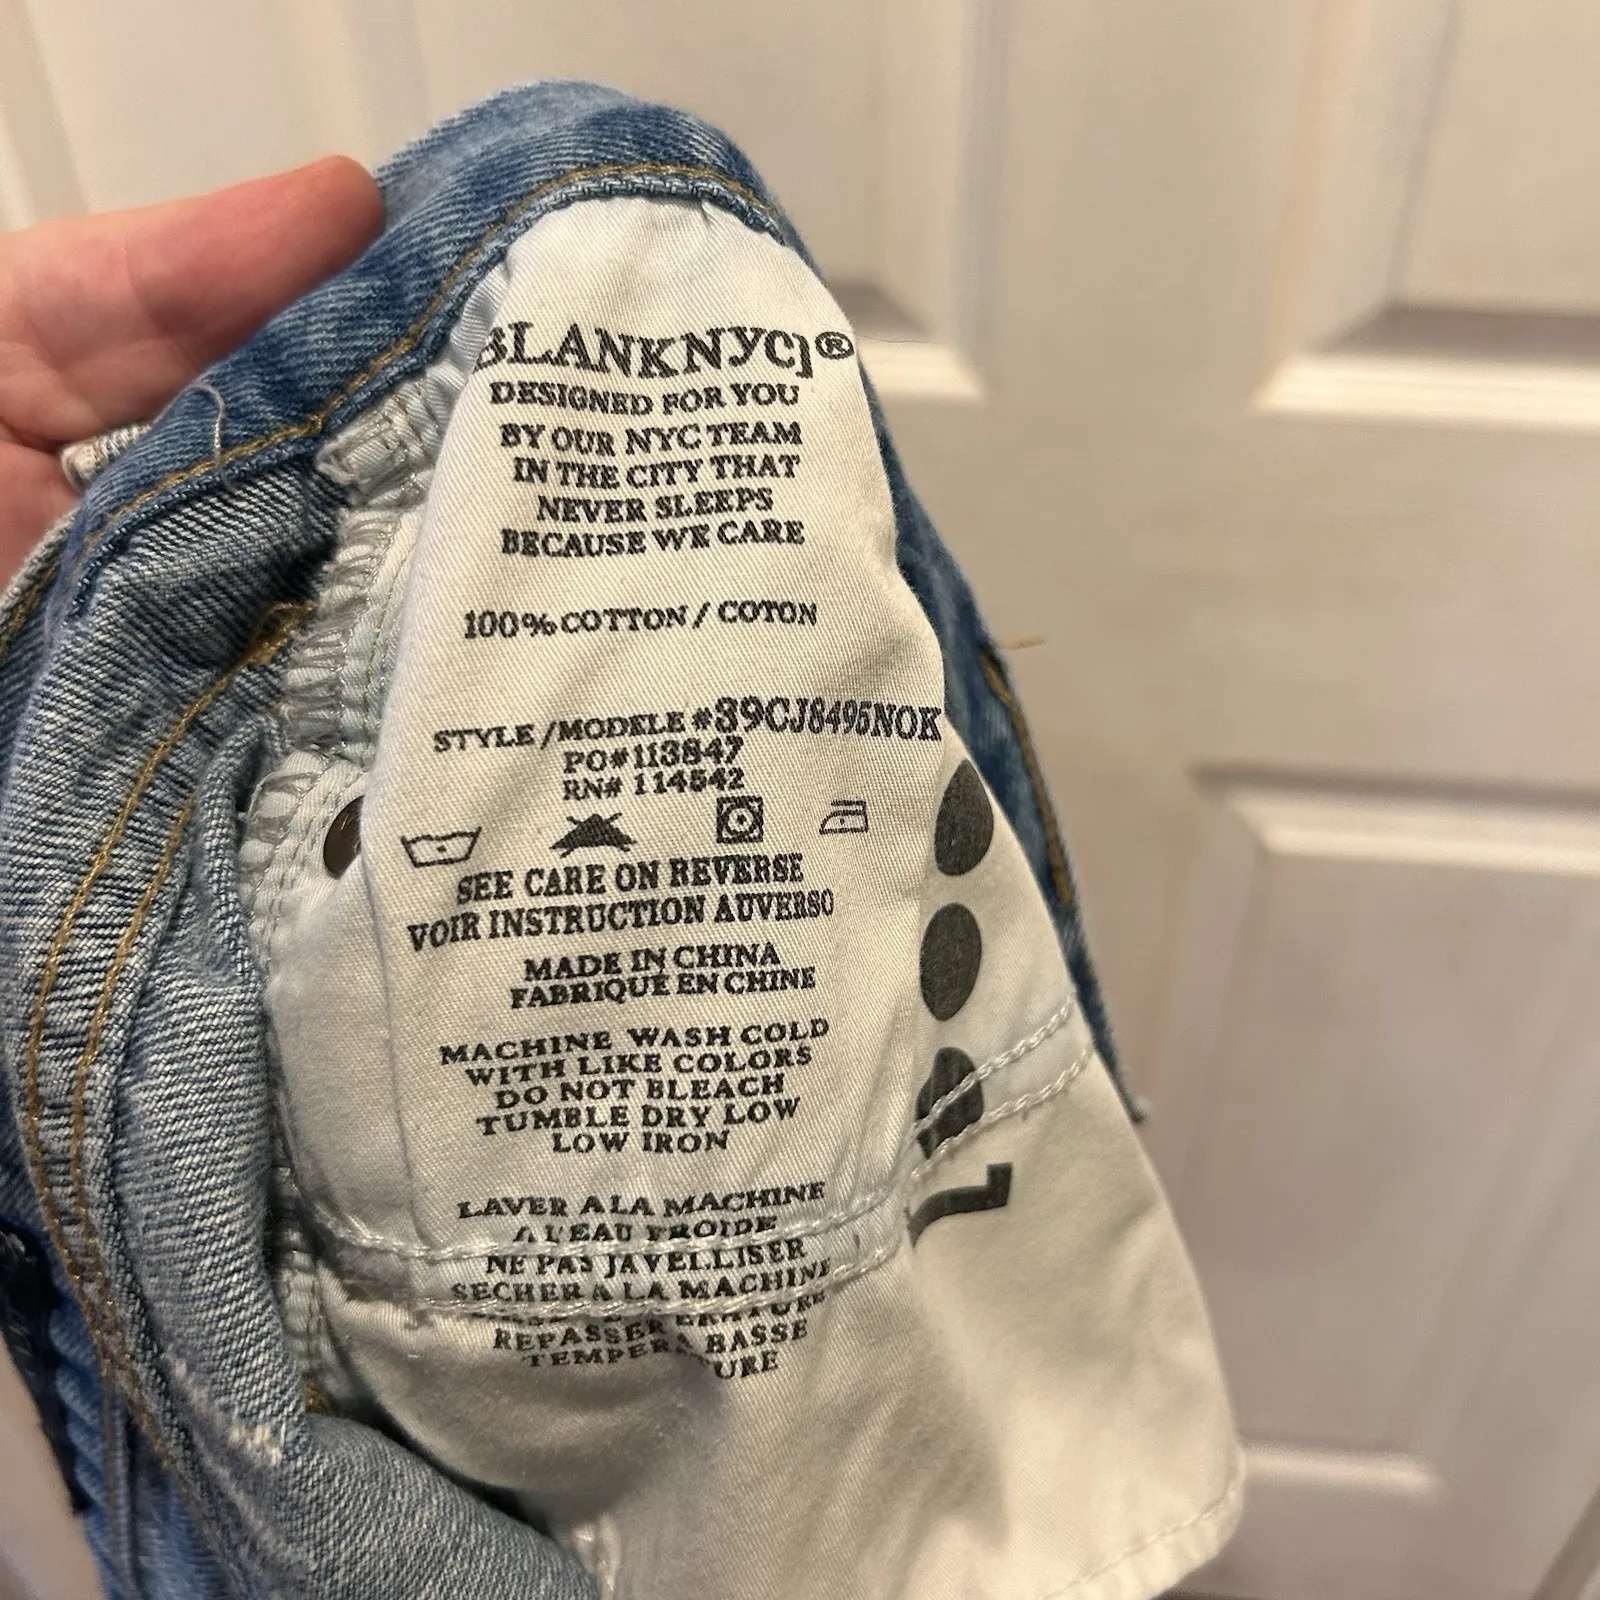 BLANKNYC]®
DESIGNED FOR YOU
BY OUR NYC TEAM
IN THE CITY THAT
NEVER SLEEPS
BECAUSE WE CARE
100% COTTON / COTON
STYLE / MODELE #39CJ8495NOK
PO# 113847
RN# 114542
SEE CARE ON REVERSE
VOIR INSTRUCTION AUVERSO
MADE IN CHINA
FABRIQUÉ EN CHINE
MACHINE WASH COLD
WITH LIKE COLORS
DO NOT BLEACH
TUMBLE DRY LOW
LOW IRON
LAVER A LA MACHINE
A L'EAU FROIDE
NE PAS JAVELLISER
SECHER A LA MACHINE
REPASSER BASSE
TEMPERATURE